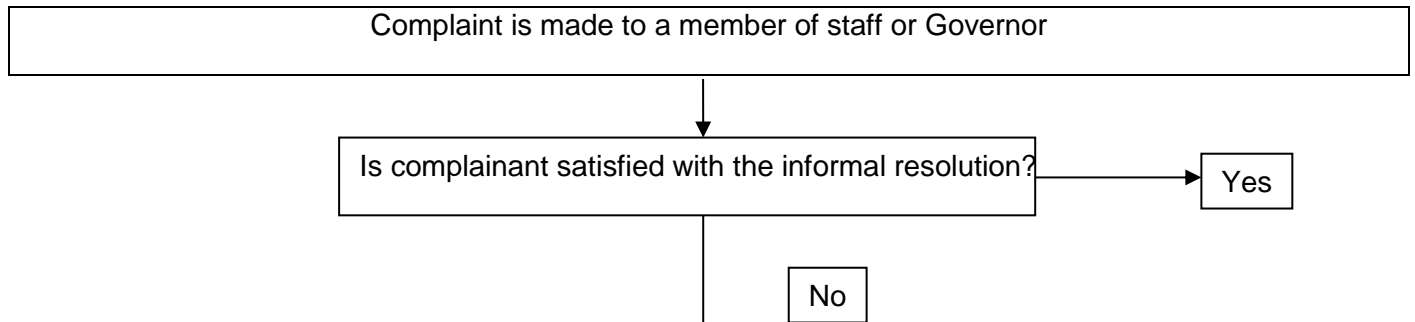 Complaint is made to a member of staff or Governor
Is complainant satisfied with the informal resolution?
Yes
No